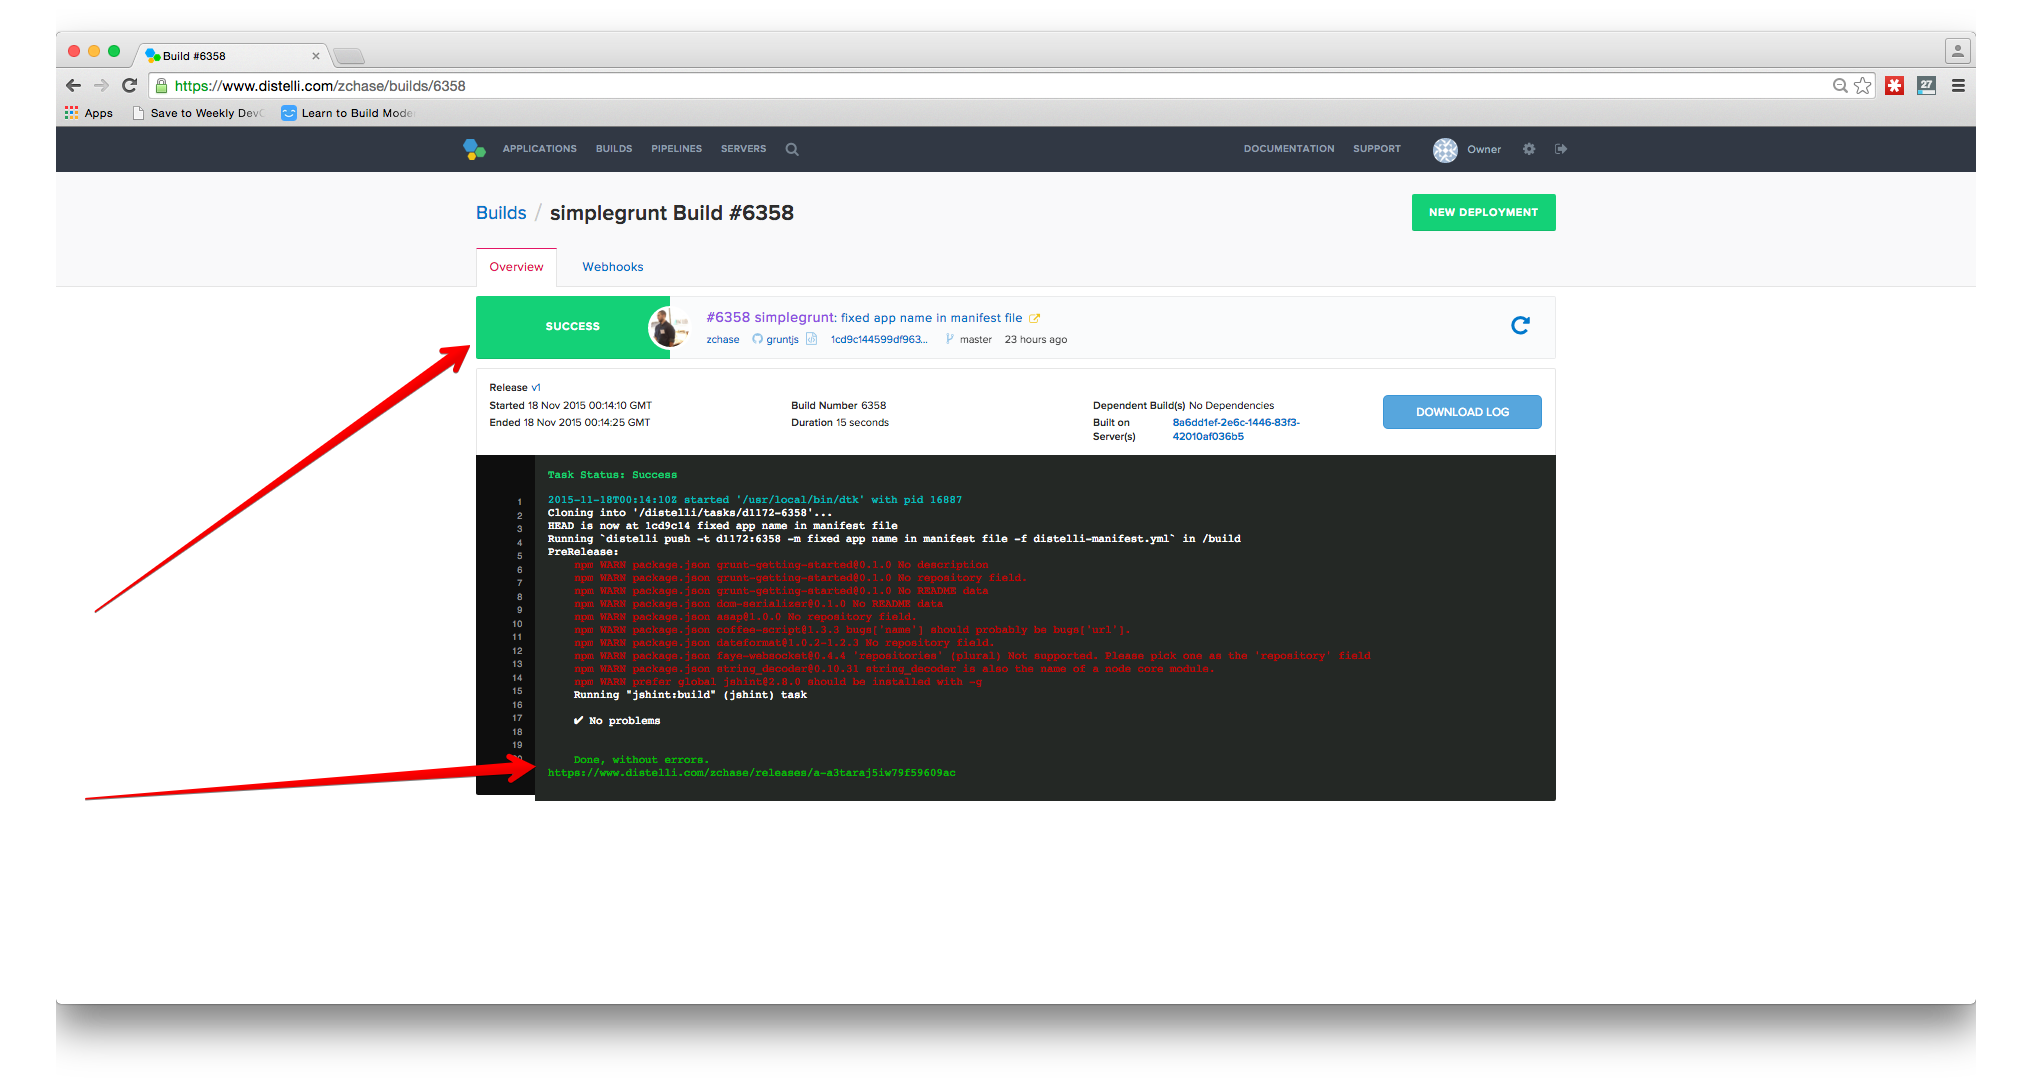 Build #6358
https://www.distelli.com/zchase/builds/6358
27
Apps Save to Weekly Dev Learn to Build Mode
APPLICATIONS BUILDS PIPELINES SERVERS DOCUMENTATION SUPPORT Owner
Builds / simplegrunt Build #6358
NEW DEPLOYMENT
Overview Webhooks
SUCCESS
#6358 simplegrunt: fixed app name in manifest file
zchase gruntjs 1cd9c144599df963... master 23 hours ago
Release v1
Started 18 Nov 2015 00:14:10 GMT Build Number 6358 Dependent Build(s) No Dependencies
Ended 18 Nov 2015 00:14:25 GMT Duration 15 seconds Built on Server(s) 8a6dd1ef-2e6c-1446-83f3-42010af036b5
DOWNLOAD LOG
Task Status: Success
1 2015-11-18T00:14:10Z started '/usr/local/bin/dtk' with pid 16887
2 Cloning into '/distelli/tasks/d1172-6358'...
3 HEAD is now at 1cd9c14 fixed app name in manifest file
4 Running `distelli push -t d1172:6358 -m fixed app name in manifest file -f distelli-manifest.yml` in /build
5 PreRelease:
6 npm WARN package.json grunt-getting-started@0.1.0 No description
7 npm WARN package.json grunt-getting-started@0.1.0 No repository field.
8 npm WARN package.json grunt-getting-started@0.1.0 No README data
9 npm WARN package.json dom-serializer@0.1.0 No README data
10 npm WARN package.json asap@1.0.0 No repository field.
11 npm WARN package.json coffee-script@1.3.3 bugs['name'] should probably be bugs['url'].
12 npm WARN package.json dateformat@1.0.2-1.2.3 No repository field.
13 npm WARN package.json faye-websocket@0.4.4 'repositories' (plural) Not supported. Please pick one as the 'repository' field
14 npm WARN package.json string_decoder@0.10.31 string_decoder is also the name of a node core module.
15 npm WARN prefer global jshint@2.8.0 should be installed with -g
16 Running "jshint:build" (jshint) task
17
18 ✔ No problems
19
Done, without errors.
https://www.distelli.com/zchase/releases/a-a3taraj5iw79f59609ac